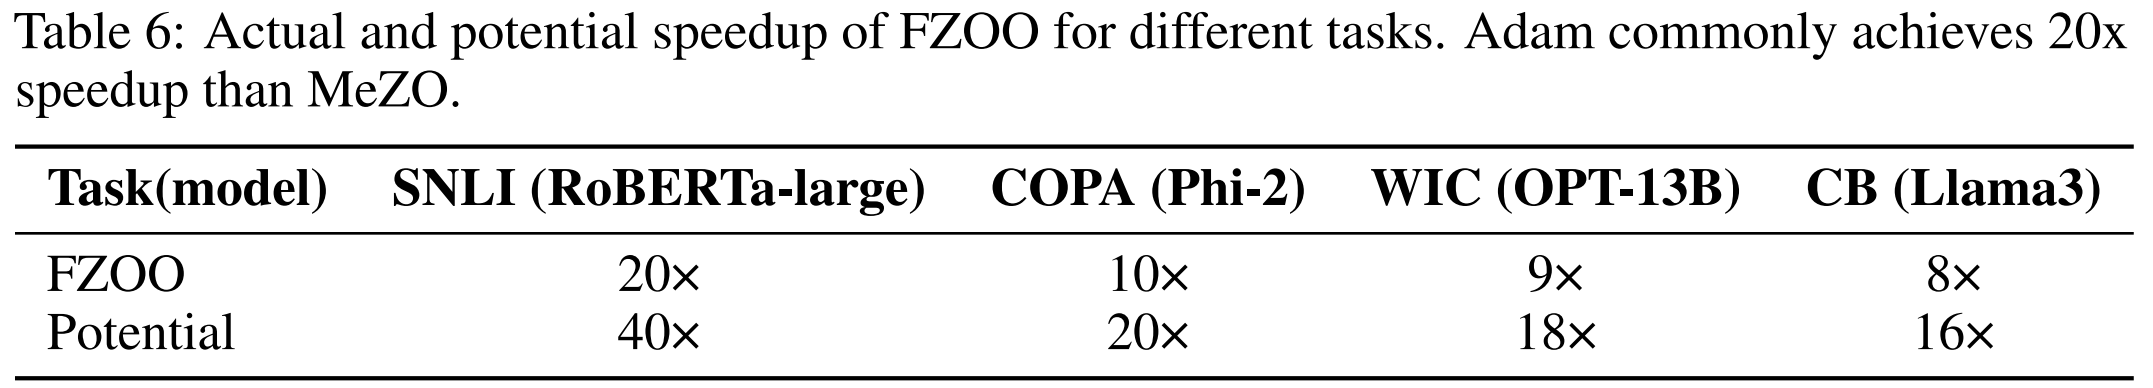 Table 6: Actual and potential speedup of FZOO for different tasks. Adam commonly achieves 20x
speedup than MeZO.
Task(model) SNLI (RoBERTa-large) COPA (Phi-2) WIC (OPT-13B) CB (Llama3)
FZOO 20× 10× 9× 8×
Potential 40× 20× 18× 16×